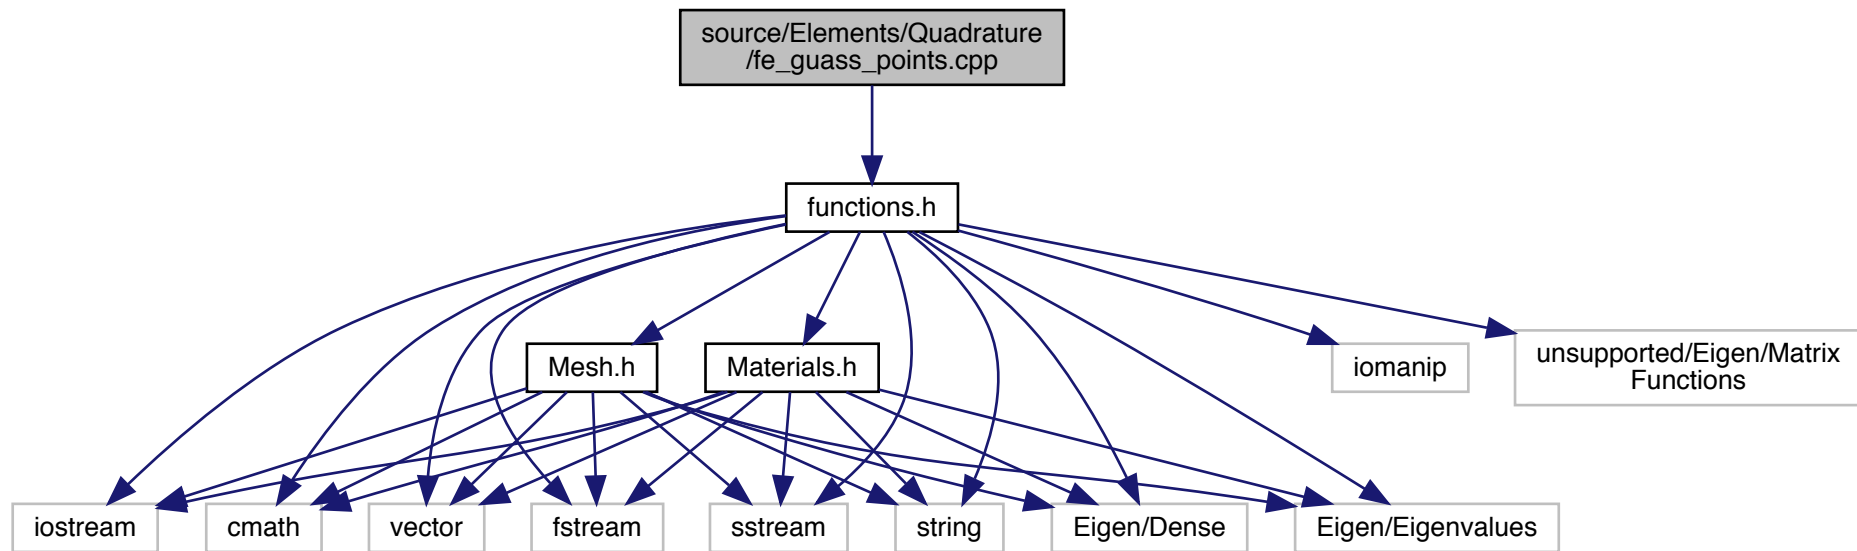 source/Elements/Quadrature
/fe_guass_points.cpp
functions.h
Mesh.h
Materials.h
iomanip
unsupported/Eigen/Matrix
Functions
iostream
cmath
vector
fstream
sstream
string
Eigen/Dense
Eigen/Eigenvalues